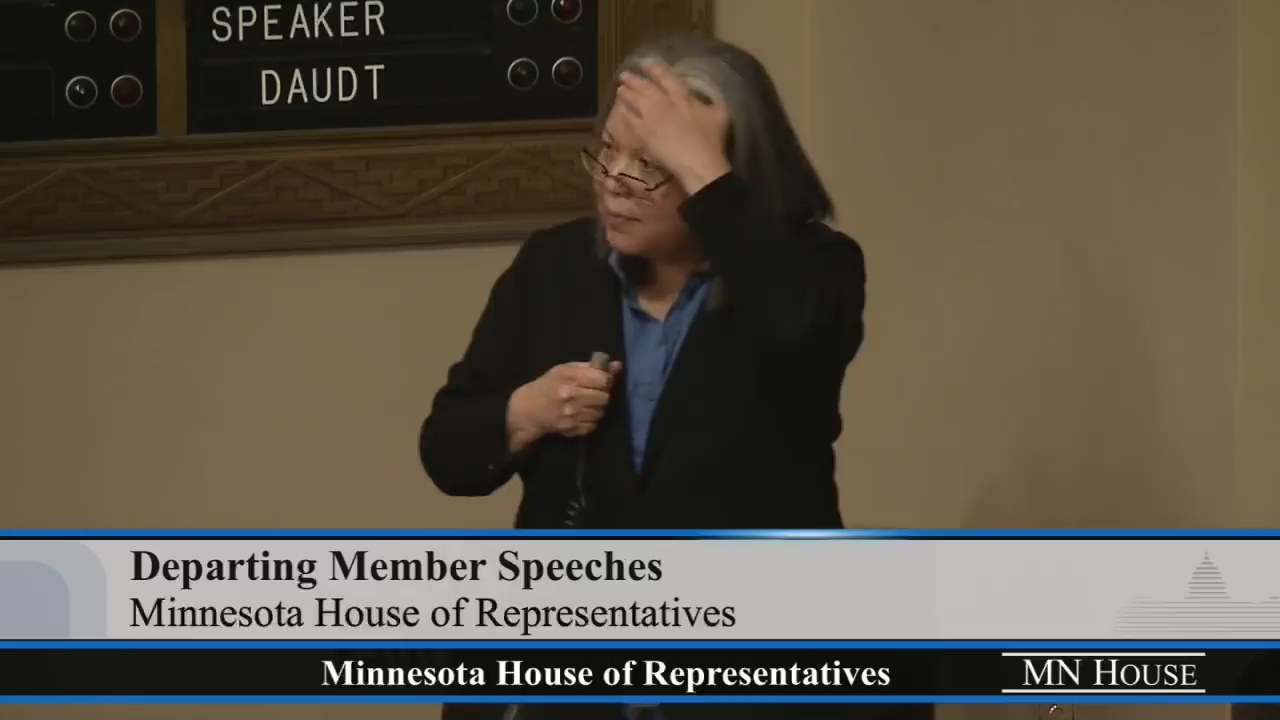 SPEAKER
DAUDT
Departing Member Speeches
Minnesota House of Representatives
Minnesota House of Representatives
MN HOUSE